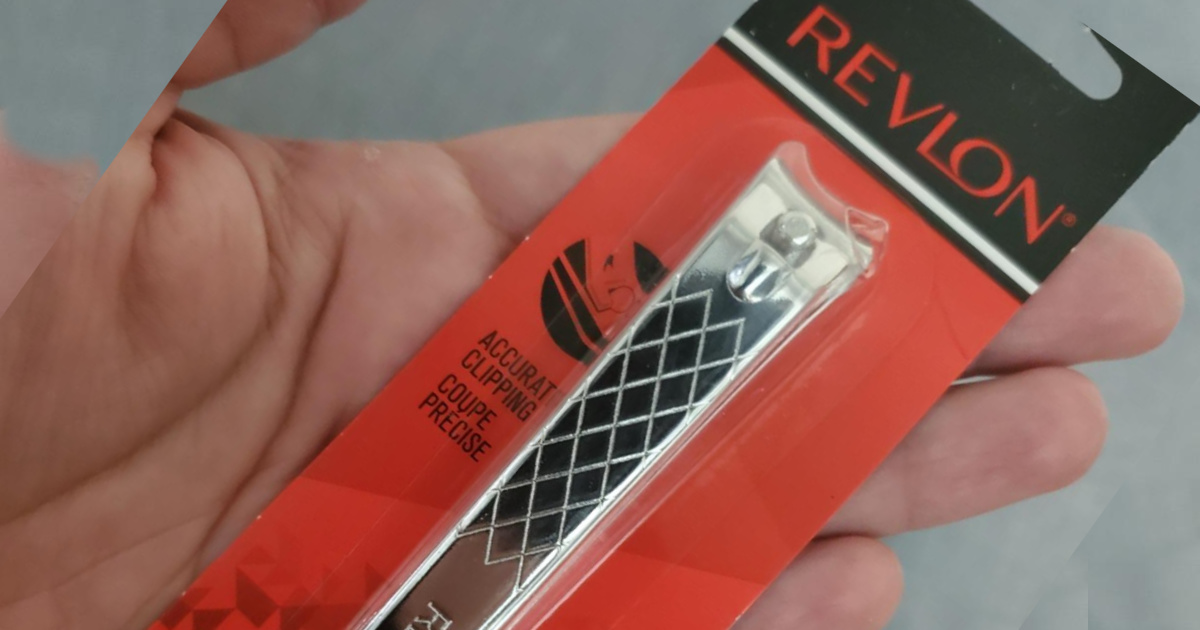 REVLON®
ACCURAT
CLIPPING
COUPE
PRÉCISE